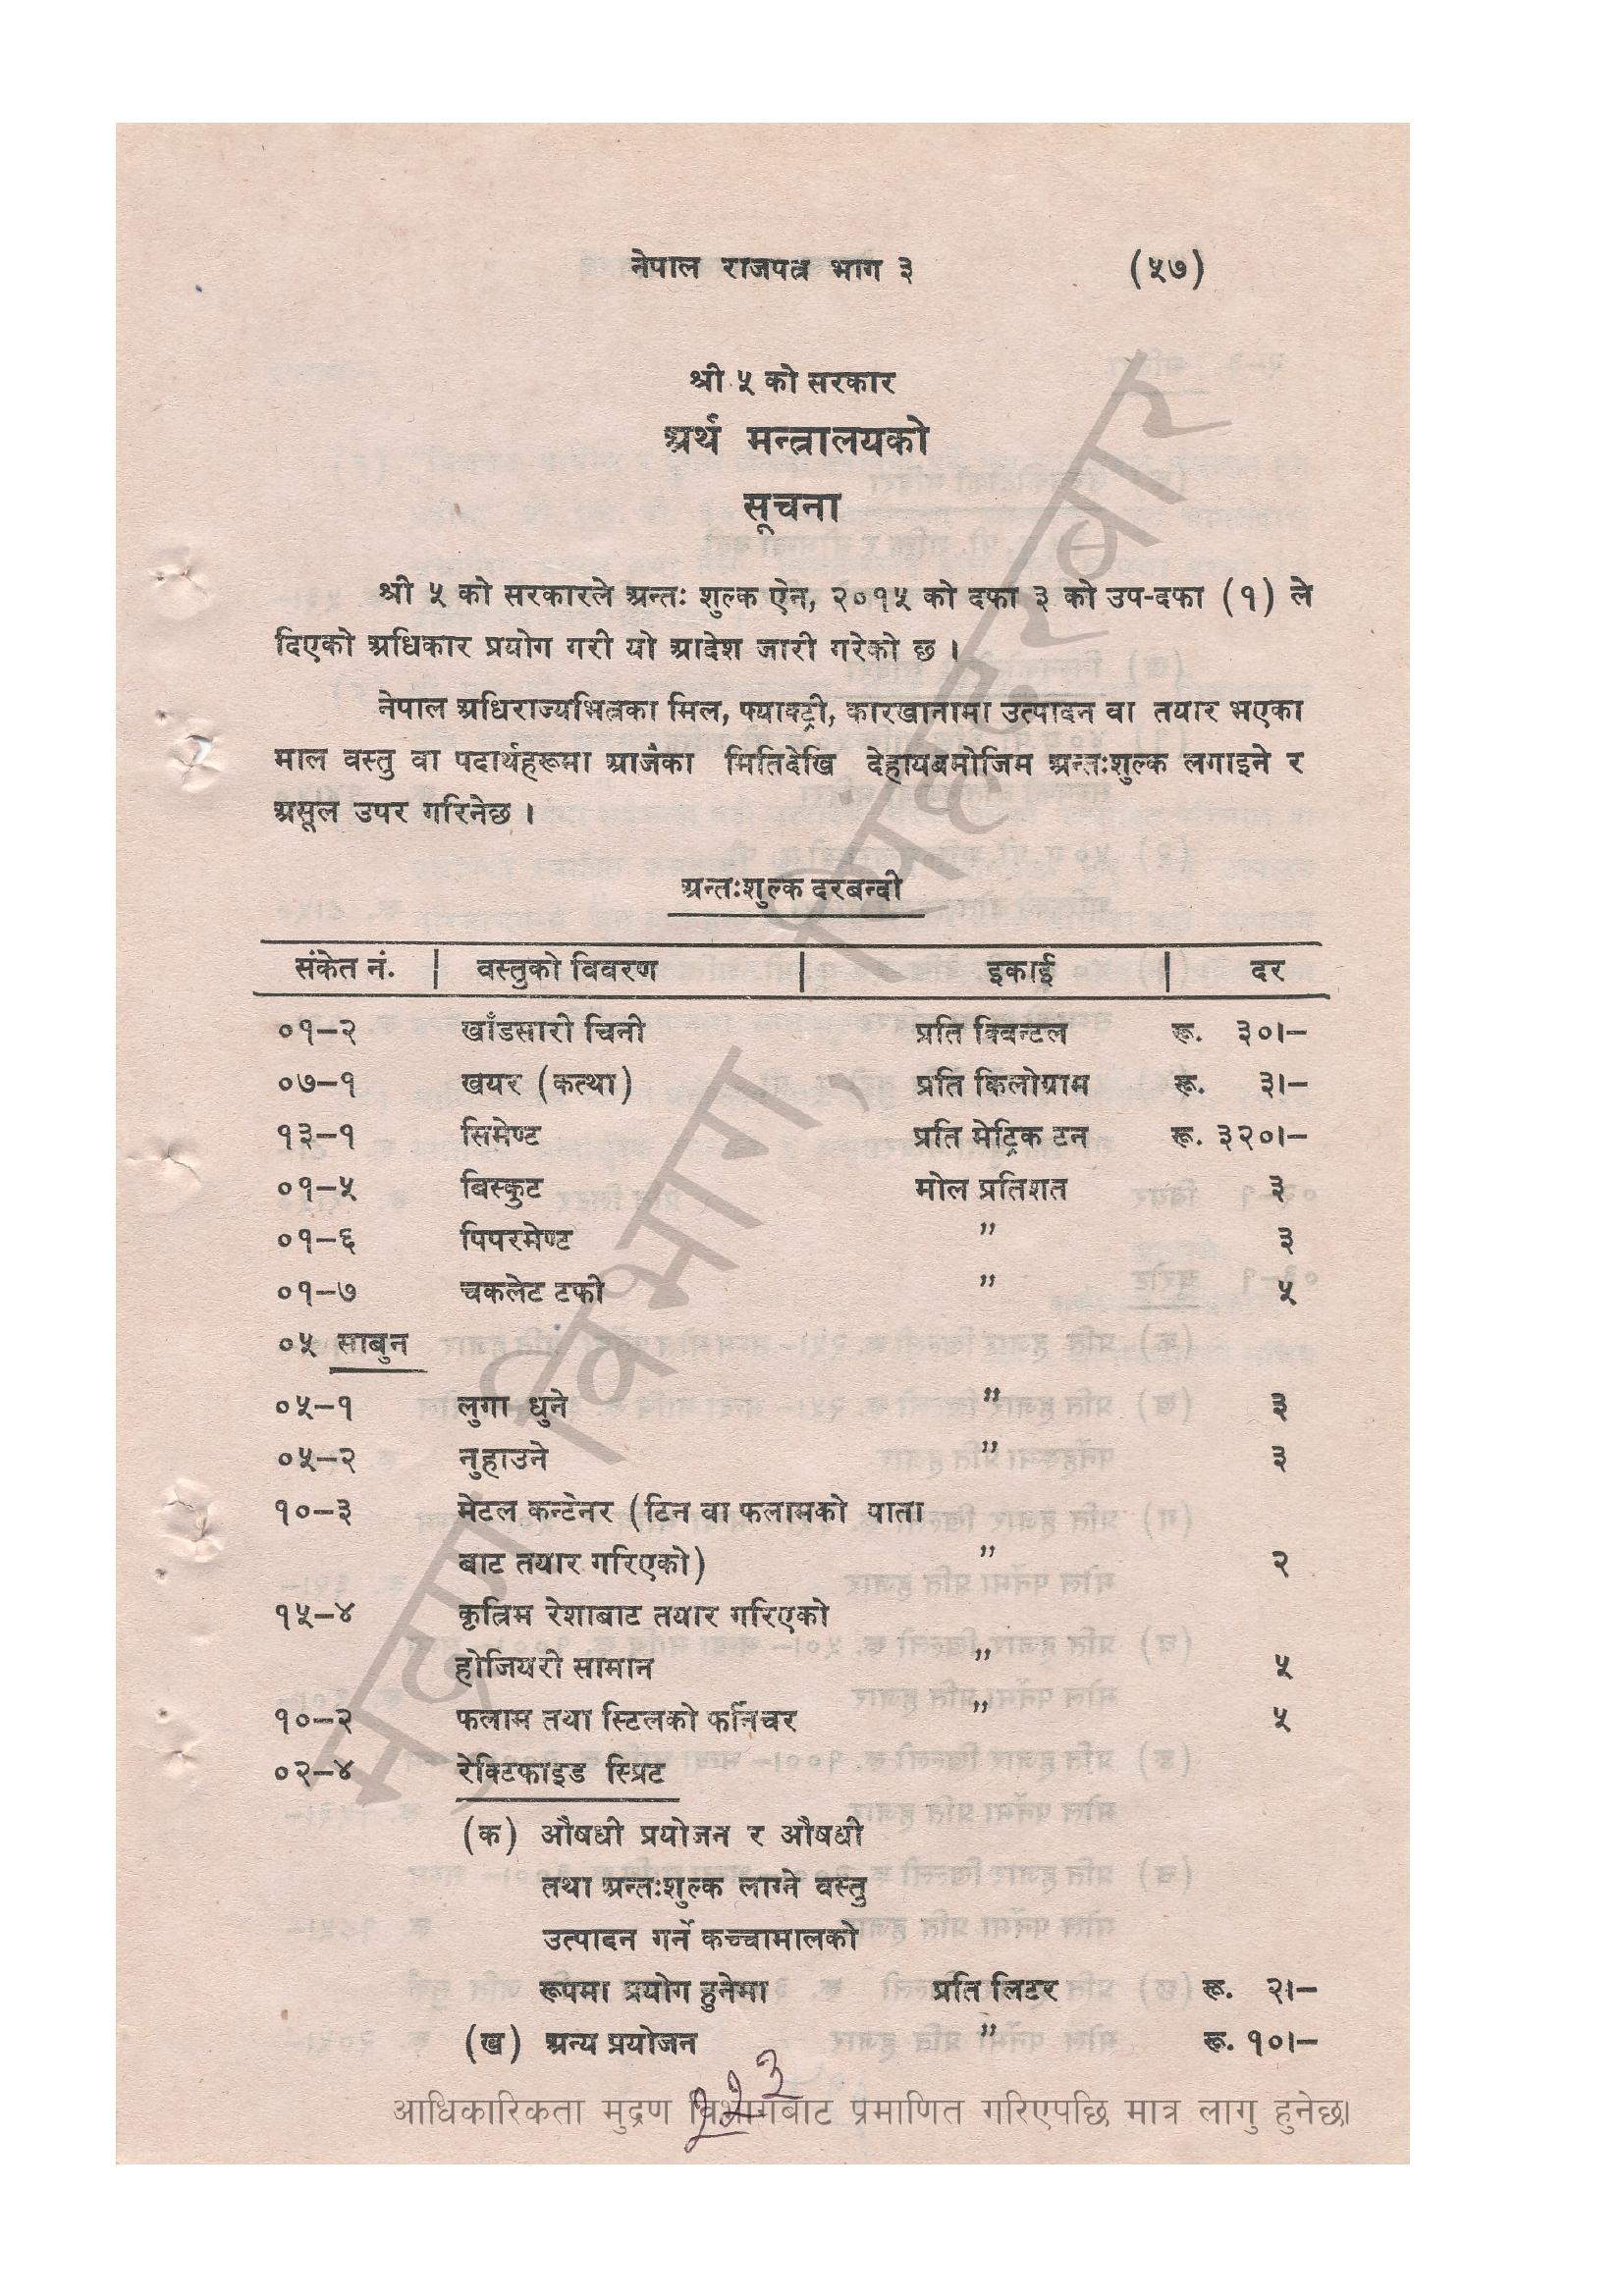 नेपाल राजपत्र भाग ३ (५७)
श्री ५ को सरकार
अर्थ मन्त्रालयको
सूचना
श्री ५ को सरकारले अन्तः शुल्क ऐन, २०१५ को दफा ३ को उप-दफा (१) ले
दिएको अधिकार प्रयोग गरी यो आदेश जारी गरेको छ ।
नेपाल अधिराज्यभित्रका मिल, फ्याक्ट्री, कारखानामा उत्पादन वा तयार भएका
माल वस्तु वा पदार्थहरूमा आजका मितिदेखि देहायबमोजिम अन्तःशुल्क लगाइने र
असूल उपर गरिनेछ ।
अन्तःशुल्क दरबन्दी
संकेत नं. | वस्तुको विवरण | इकाई | दर
०१–२ खाँडसारी चिनी प्रति क्विन्टल रू. ३०।–
०७–१ खयर (कत्था) प्रति किलोग्राम रू. ३।–
१३–१ सिमेण्ट प्रति मेट्रिक टन रू. ३२०।–
०१–५ बिस्कुट मोल प्रतिशत ३
०१–६ पिपरमेण्ट ” ३
०१–७ चकलेट टफी ” ५
०५ साबुन
०५–१ लुगा धुने ” ३
०५–२ नुहाउने ” ३
१०–३ मेटल कन्टेनर (टिन वा फलामको पाता
बाट तयार गरिएको) ” २
१५–४ कृत्रिम रेशाबाट तयार गरिएको
होजियरी सामान ” ५
१०–२ फलाम तथा स्टिलको फर्निचर ” ५
०२–४ रेक्टिफाइड स्प्रिट
(क) औषधी प्रयोजन र औषधी
तथा अन्तःशुल्क लाग्ने वस्तु
उत्पादन गर्ने कच्चामालको
रूपमा प्रयोग हुनेमा प्रति लिटर रू. २।–
(ख) अन्य प्रयोजन ” रू. १०।–
२२३
आधिकारिकता मुद्रण विभागबाट प्रमाणित गरिएपछि मात्र लागु हुनेछ।
मुद्रण विभाग, सिंहदरबार